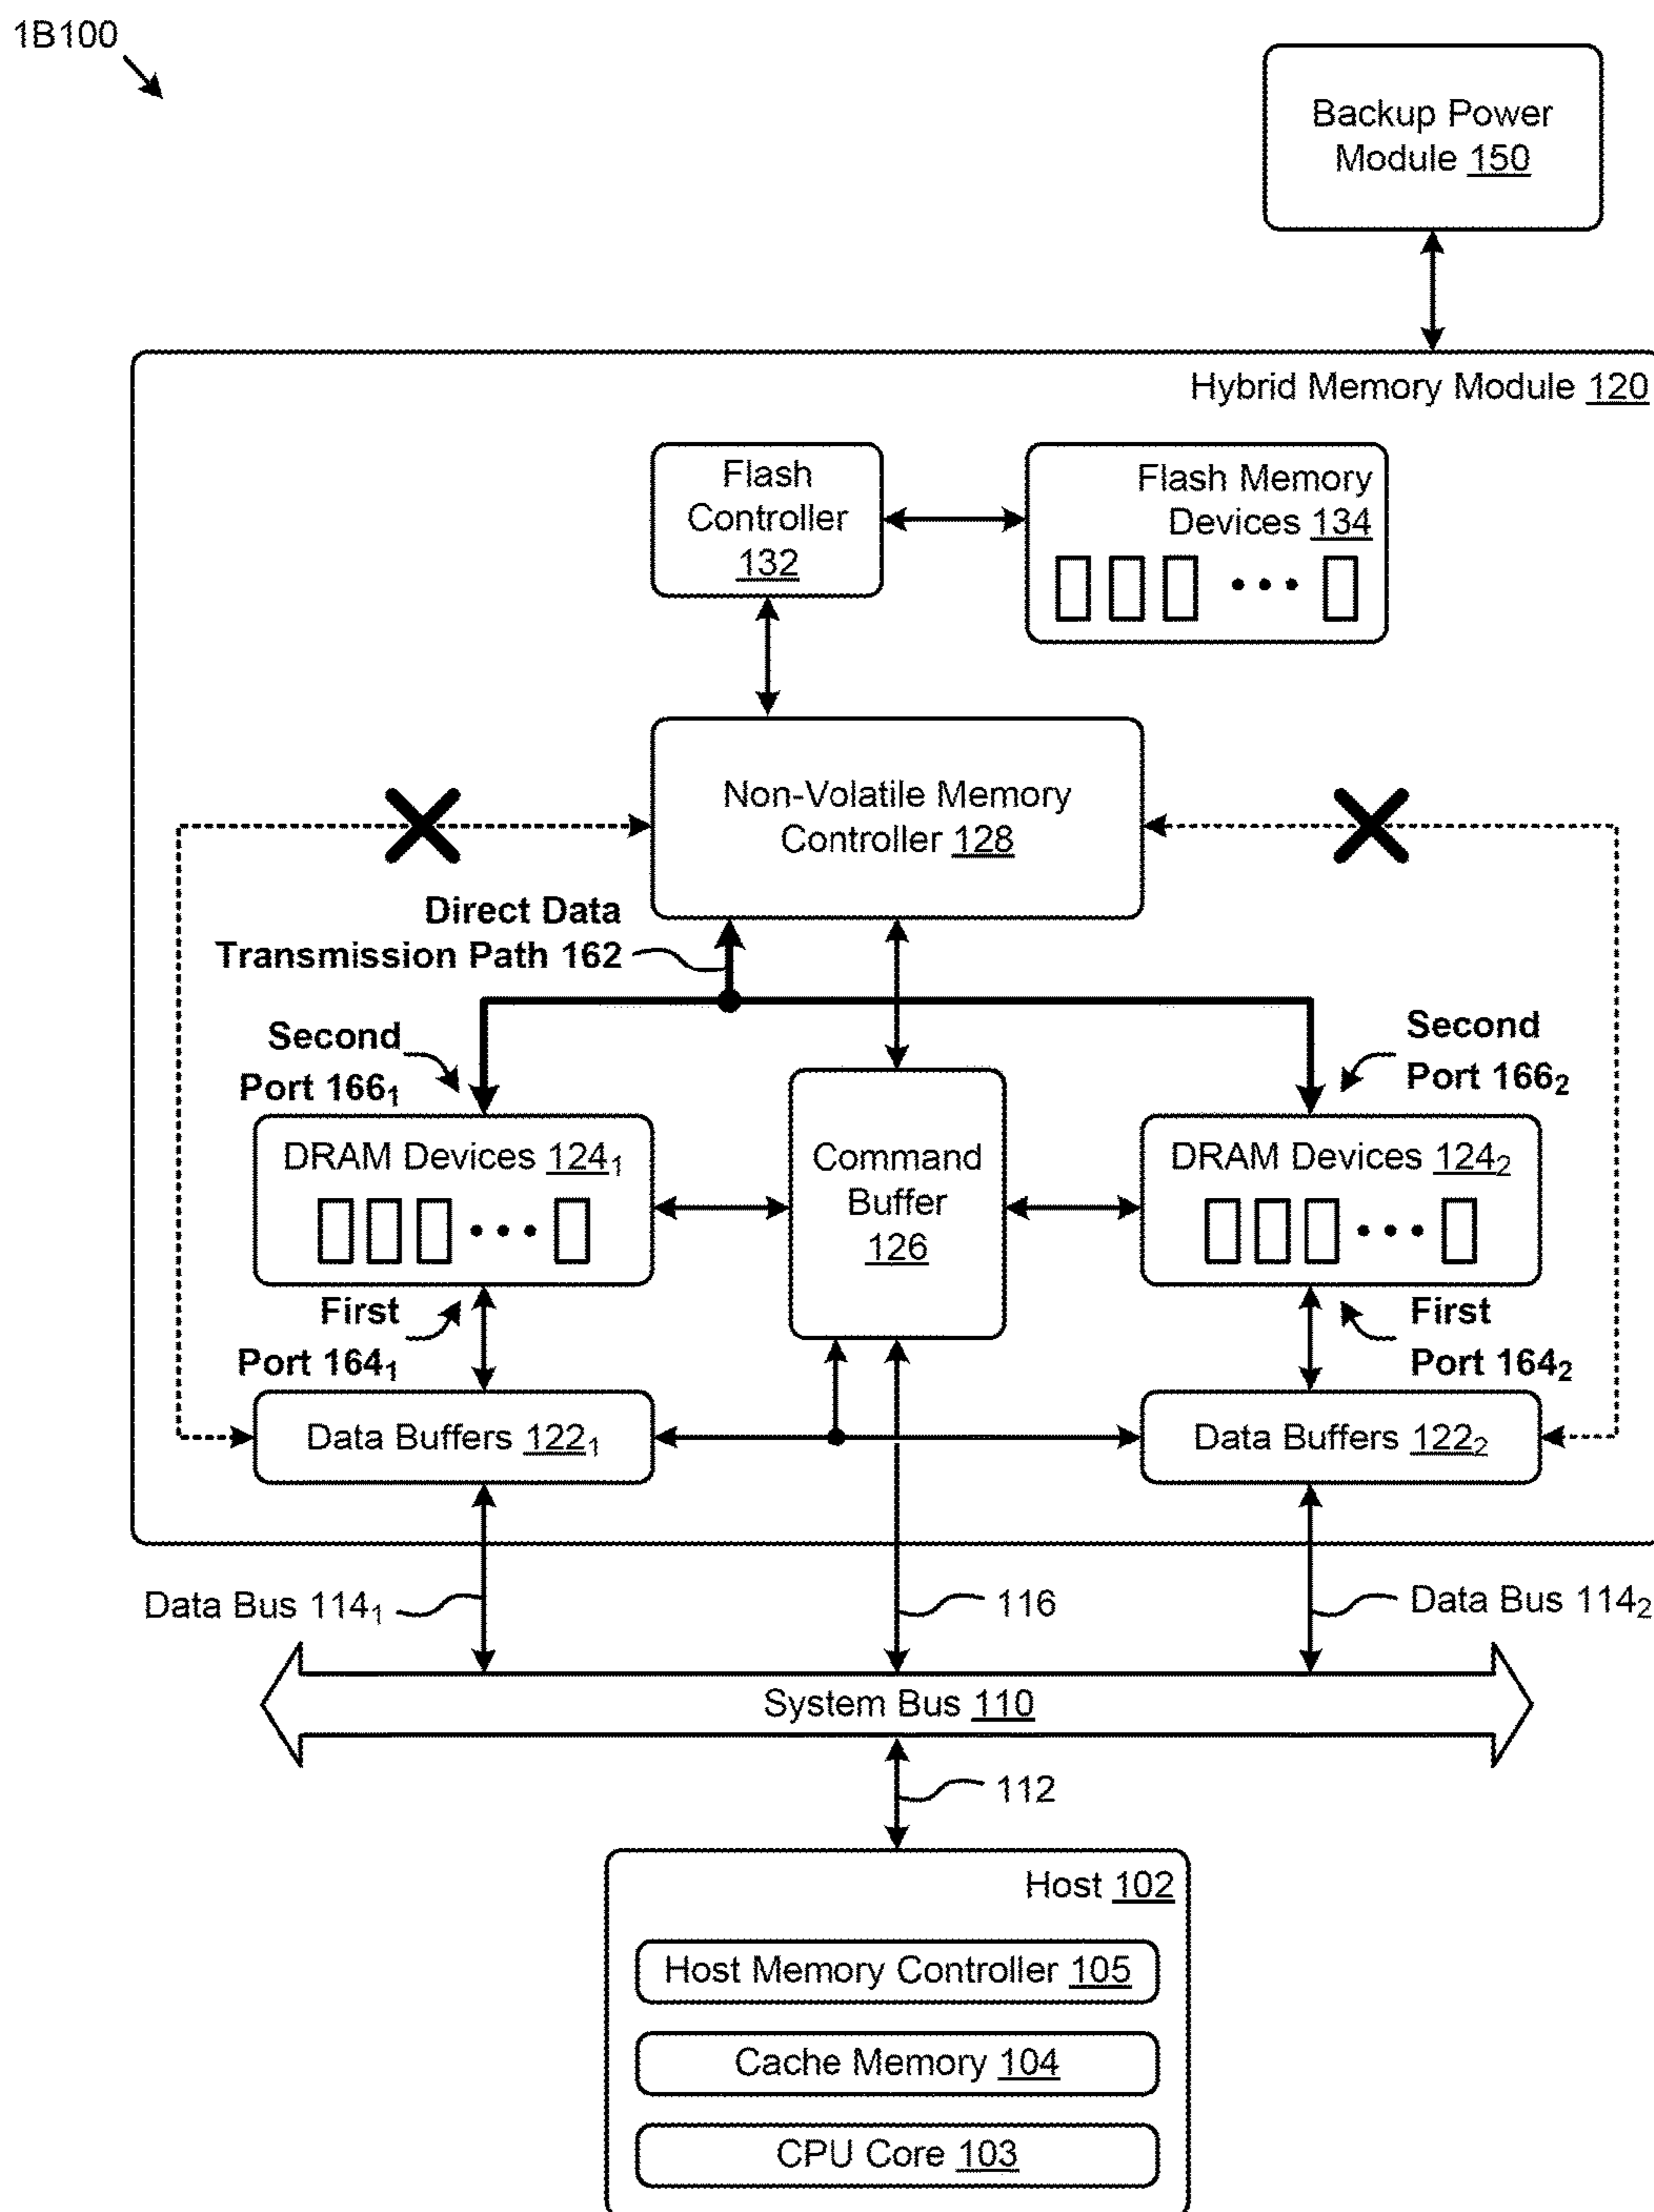 1B100
Backup Power
Module 150
Hybrid Memory Module 120
Flash
Controller
132
Flash Memory
Devices 134
Non-Volatile Memory
Controller 128
Direct Data
Transmission Path 162
Second
Port 166₁
Second
Port 166₂
DRAM Devices 124₁
Command
Buffer
126
DRAM Devices 124₂
First
Port 164₁
First
Port 164₂
Data Buffers 122₁
Data Buffers 122₂
Data Bus 114₁
116
Data Bus 114₂
System Bus 110
112
Host 102
Host Memory Controller 105
Cache Memory 104
CPU Core 103